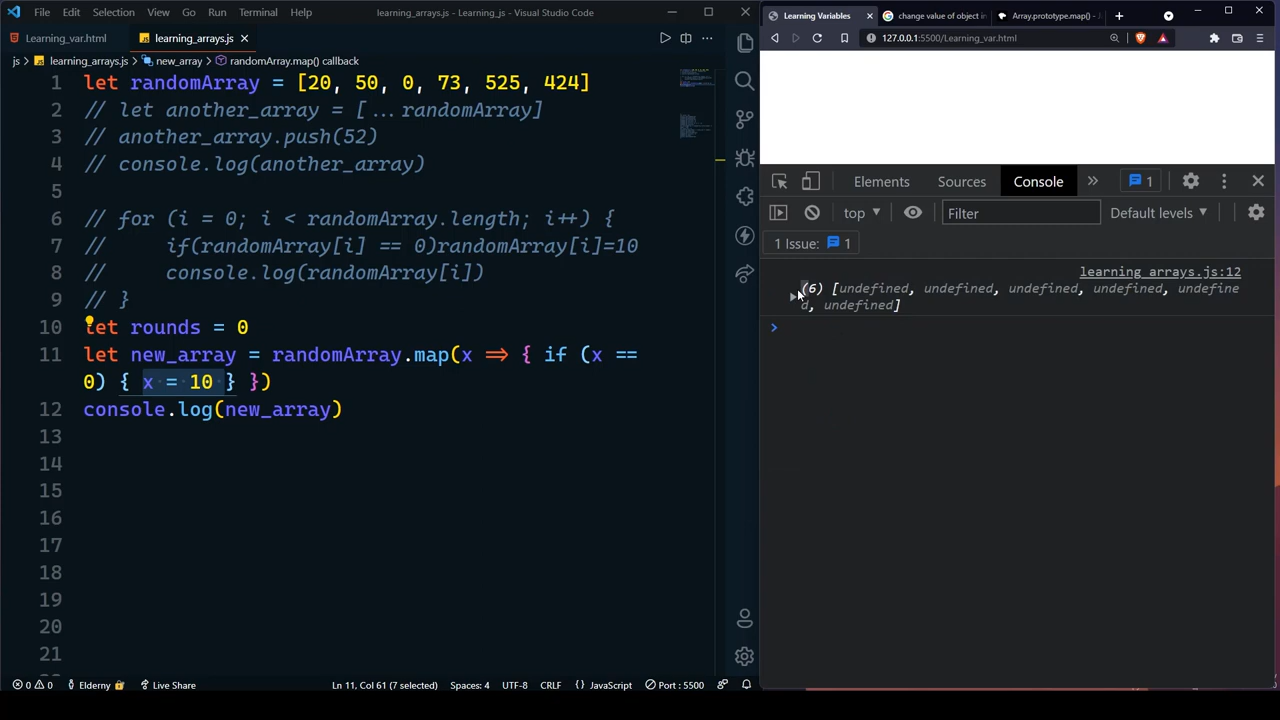 File Edit Selection View Go Run Terminal Help
learning_arrays.js - Visual Studio Code
Learning_var.html
learning_arrays.js
js > learning_arrays.js > new_array > randomArray.map() callback
1 let randomArray = [20, 50, 0, 73, 525, 424]
2 // let another_array = [...randomArray]
3 // another_array.push(52)
4 // console.log(another_array)
5
6 // for (i = 0; i < randomArray.length; i++) {
7 //     if(randomArray[i] == 0)randomArray[i]=10
8 //     console.log(randomArray[i])
9 // }
10 let rounds = 0
11 let new_array = randomArray.map(x => { if (x ==
0) { x = 10 } })
12 console.log(new_array)
13
14
15
16
17
18
19
20
21
0 0 Elderny Live Share Ln 11, Col 61 (7 selected) Spaces: 4 UTF-8 CRLF JavaScript Port : 5500
Learning Variables
change value of object in
Array.prototype.map() -
127.0.0.1:5500/Learning_var.html
Elements Sources Console 1
top Filter Default levels
1 Issue: 1
learning_arrays.js:12
(6) [undefined, undefined, undefined, undefined, undefine
d, undefined]